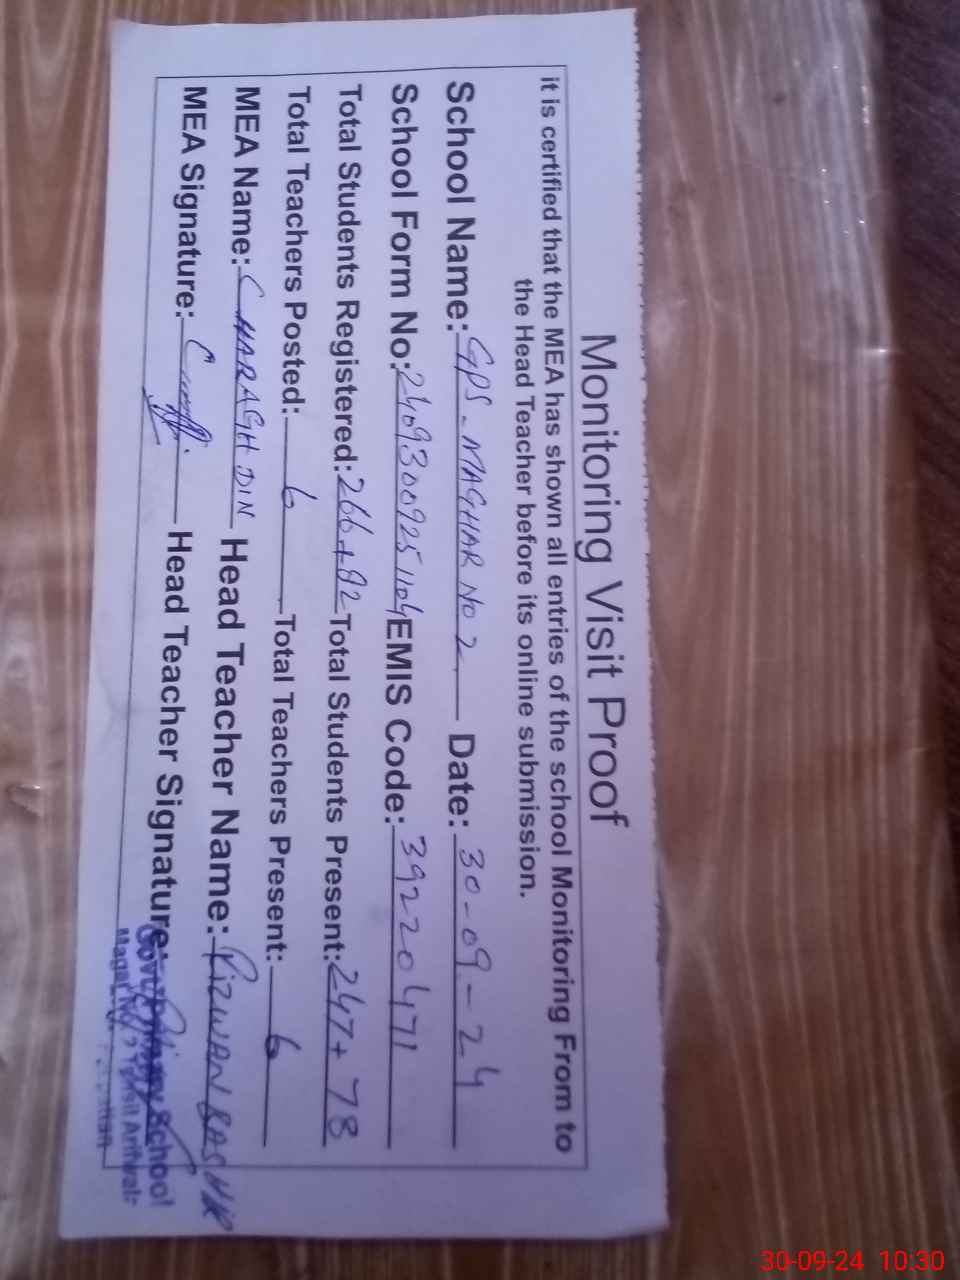 Monitoring Visit Proof
it is certified that the MEA has shown all entries of the school Monitoring From to
the Head Teacher before its online submission.
School Name: GPS - MAGHAR NO 2 Date: 30-09-24
School Form No: 2409300925 1104 EMIS Code: 39220471
Total Students Registered: 266+82 Total Students Present: 247+78
Total Teachers Posted: 6 Total Teachers Present: 6
MEA Name: CHARAGH DIN Head Teacher Name: RIZWAN BASHIR
MEA Signature: Head Teacher Signature:
Govt Primary School
Arifwala
30-09-24 10:30